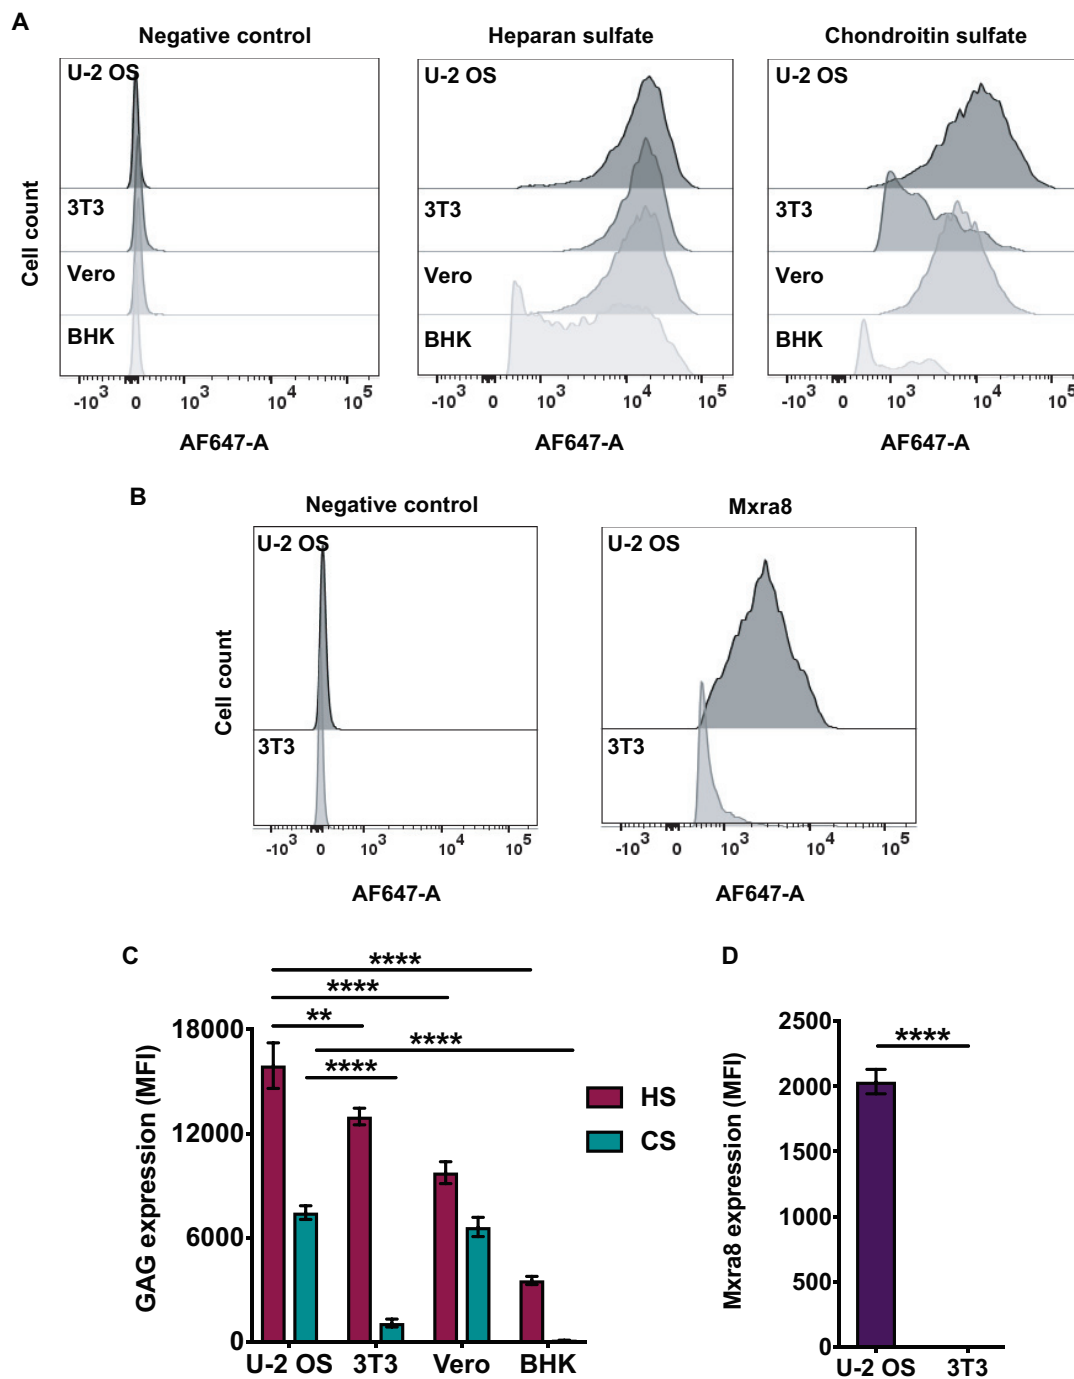 A
Negative control
Heparan sulfate
Chondroitin sulfate
U-2 OS
U-2 OS
U-2 OS
3T3
3T3
3T3
Vero
Vero
Vero
BHK
BHK
BHK
Cell count
-10³ 0 10³ 10⁴ 10⁵
-10³ 0 10³ 10⁴ 10⁵
-10³ 0 10³ 10⁴ 10⁵
AF647-A
AF647-A
AF647-A
B
Negative control
Mxra8
U-2 OS
U-2 OS
3T3
3T3
Cell count
-10³ 0 10³ 10⁴ 10⁵
-10³ 0 10³ 10⁴ 10⁵
AF647-A
AF647-A
C
****
****
**
****
****
GAG expression (MFI)
18000
12000
6000
0
U-2 OS 3T3 Vero BHK
HS
CS
D
****
Mxra8 expression (MFI)
2500
2000
1500
1000
500
0
U-2 OS 3T3